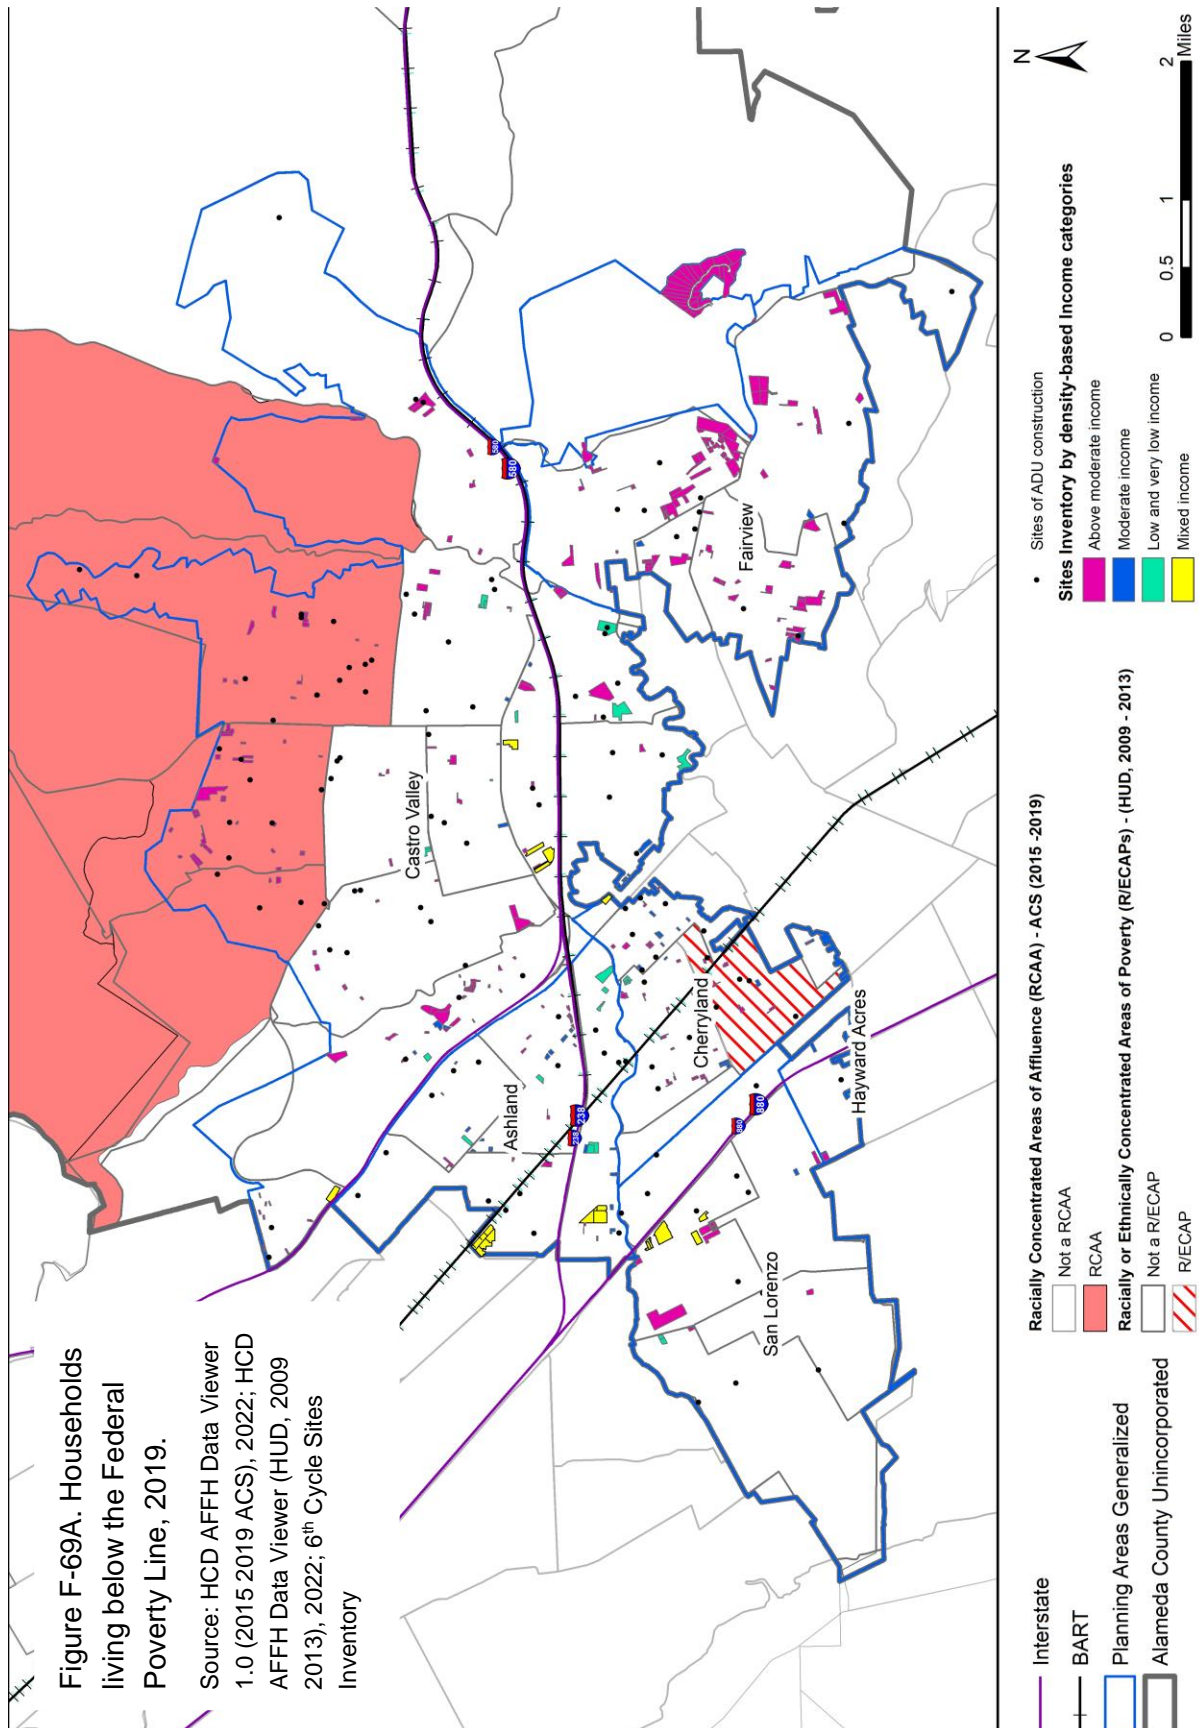 Figure F-69A. Households
living below the Federal
Poverty Line, 2019.
Source: HCD AFFH Data Viewer
1.0 (2015 2019 ACS), 2022; HCD
AFFH Data Viewer (HUD, 2009
2013), 2022; 6th Cycle Sites
Inventory
Castro Valley
580
580
Ashland
238
238
Cherryland
Fairview
880
880
Hayward Acres
San Lorenzo
Interstate
BART
Planning Areas Generalized
Alameda County Unincorporated
Racially Concentrated Areas of Affluence (RCAA) - ACS (2015 -2019)
Not a RCAA
RCAA
Racially or Ethnically Concentrated Areas of Poverty (R/ECAPs) - (HUD, 2009 - 2013)
Not a R/ECAP
R/ECAP
Sites of ADU construction
Sites Inventory by density-based Income categories
Above moderate income
Moderate income
Low and very low income
Mixed income
N
0 0.5 1 2
Miles